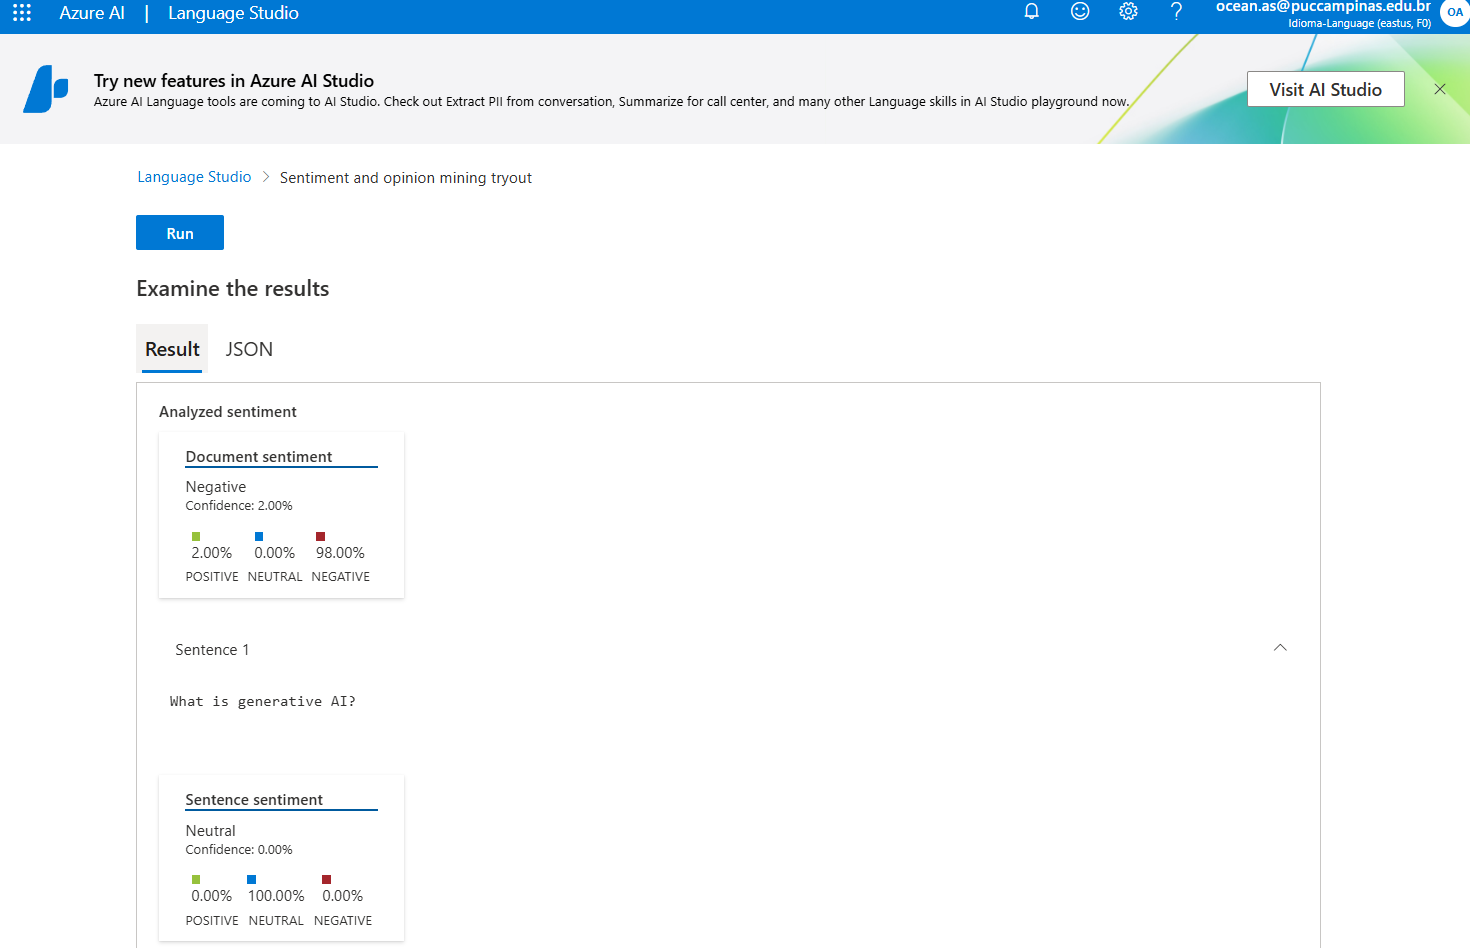 Azure AI | Language Studio
ocean.as@puccampinas.edu.br
Idioma-Language (eastus, F0)
OA
Try new features in Azure AI Studio
Azure AI Language tools are coming to AI Studio. Check out Extract PII from conversation, Summarize for call center, and many other Language skills in AI Studio playground now.
Visit AI Studio
Language Studio > Sentiment and opinion mining tryout
Run
Examine the results
Result JSON
Analyzed sentiment
Document sentiment
Negative
Confidence: 2.00%
2.00% 0.00% 98.00%
POSITIVE NEUTRAL NEGATIVE
Sentence 1
What is generative AI?
Sentence sentiment
Neutral
Confidence: 0.00%
0.00% 100.00% 0.00%
POSITIVE NEUTRAL NEGATIVE